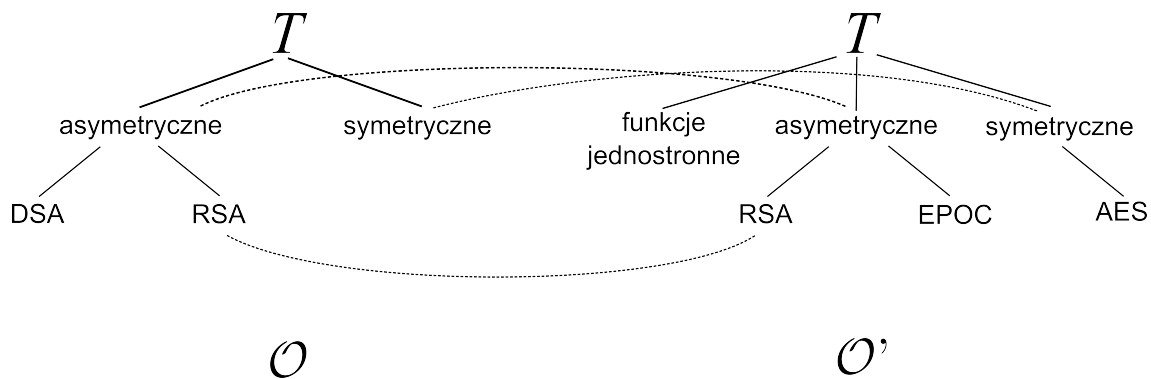 T T
asymetryczne symetryczne funkcje jednostronne asymetryczne symetryczne
DSA RSA RSA EPOC AES
O O'